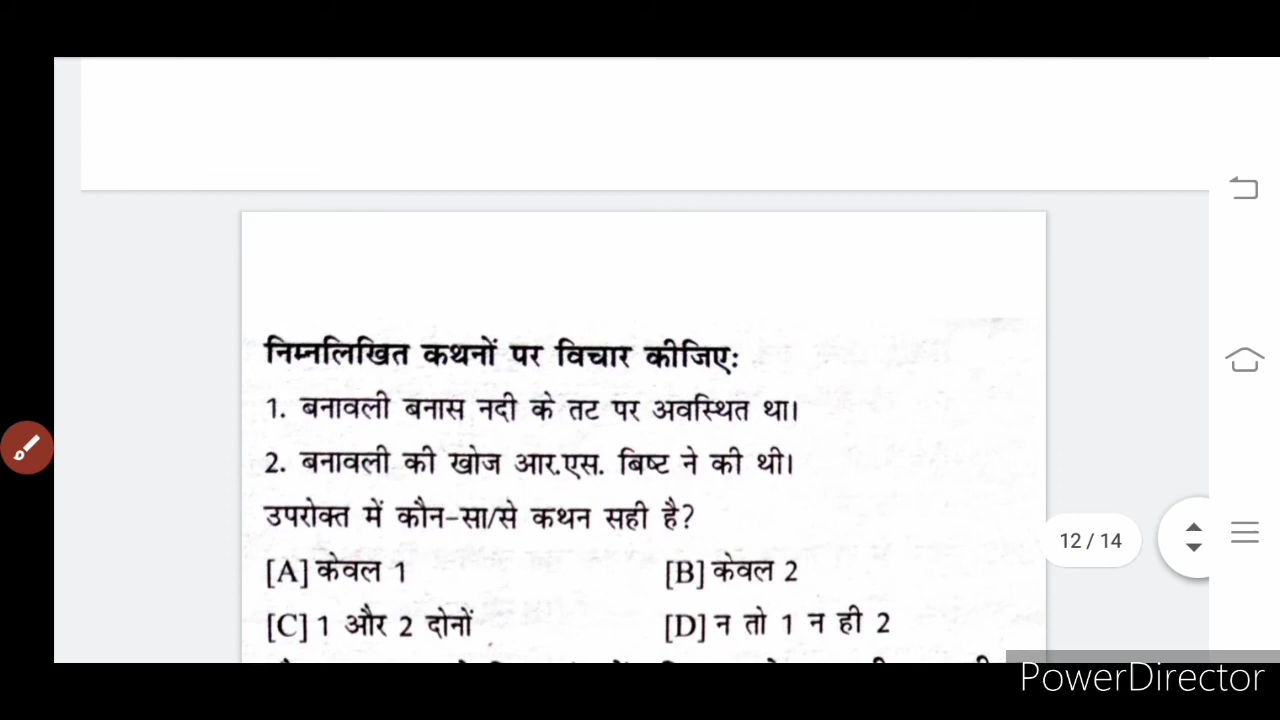 निम्नलिखित कथनों पर विचार कीजिए:
1. बनावली बनास नदी के तट पर अवस्थित था।
2. बनावली की खोज आर.एस. बिष्ट ने की थी।
उपरोक्त में कौन-सा/से कथन सही है?
12 / 14
[A] केवल 1 [B] केवल 2
[C] 1 और 2 दोनों [D] न तो 1 न ही 2
PowerDirector